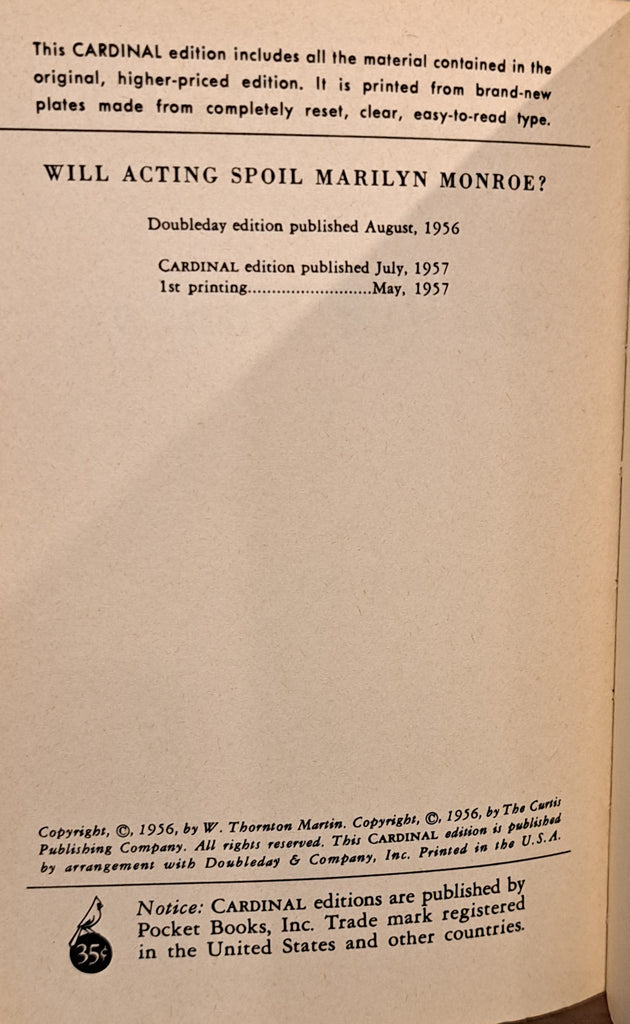 This CARDINAL edition includes all the material contained in the
original, higher-priced edition. It is printed from brand-new
plates made from completely reset, clear, easy-to-read type.
WILL ACTING SPOIL MARILYN MONROE?
Doubleday edition published August, 1956
CARDINAL edition published July, 1957
1st printing..........................May, 1957
Copyright, ©, 1956, by W. Thornton Martin. Copyright, ©, 1956, by The Curtis
Publishing Company. All rights reserved. This CARDINAL edition is published
by arrangement with Doubleday & Company, Inc. Printed in the U.S.A.
Notice: CARDINAL editions are published by
Pocket Books, Inc. Trade mark registered
in the United States and other countries.
35¢